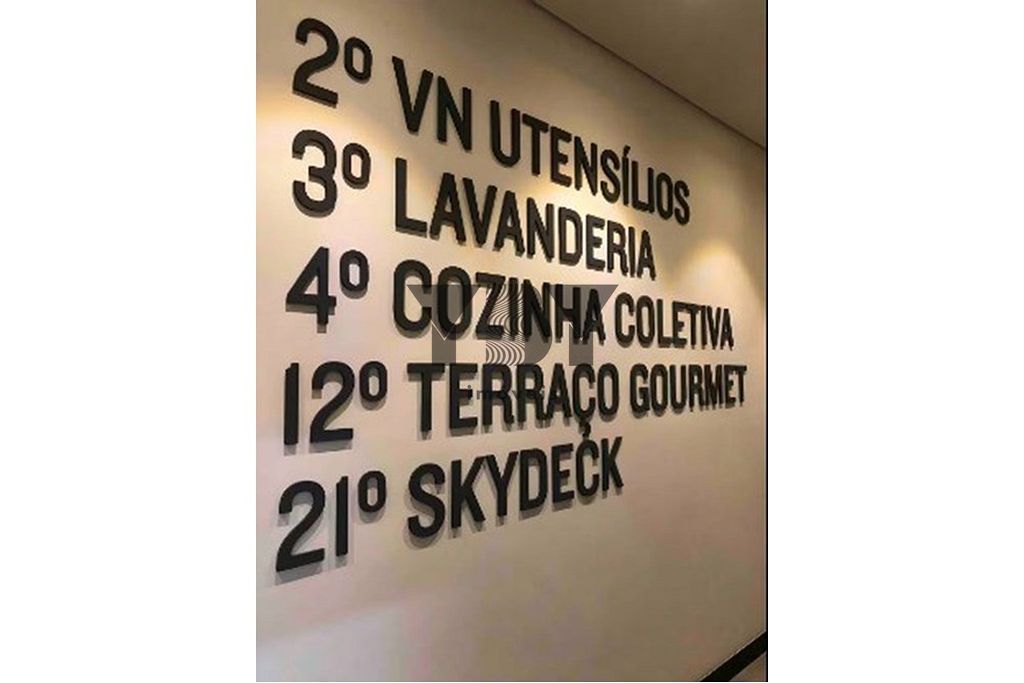 2º VN UTENSÍLIOS
3º LAVANDERIA
4º COZINHA COLETIVA
12º TERRAÇO GOURMET
21º SKYDECK